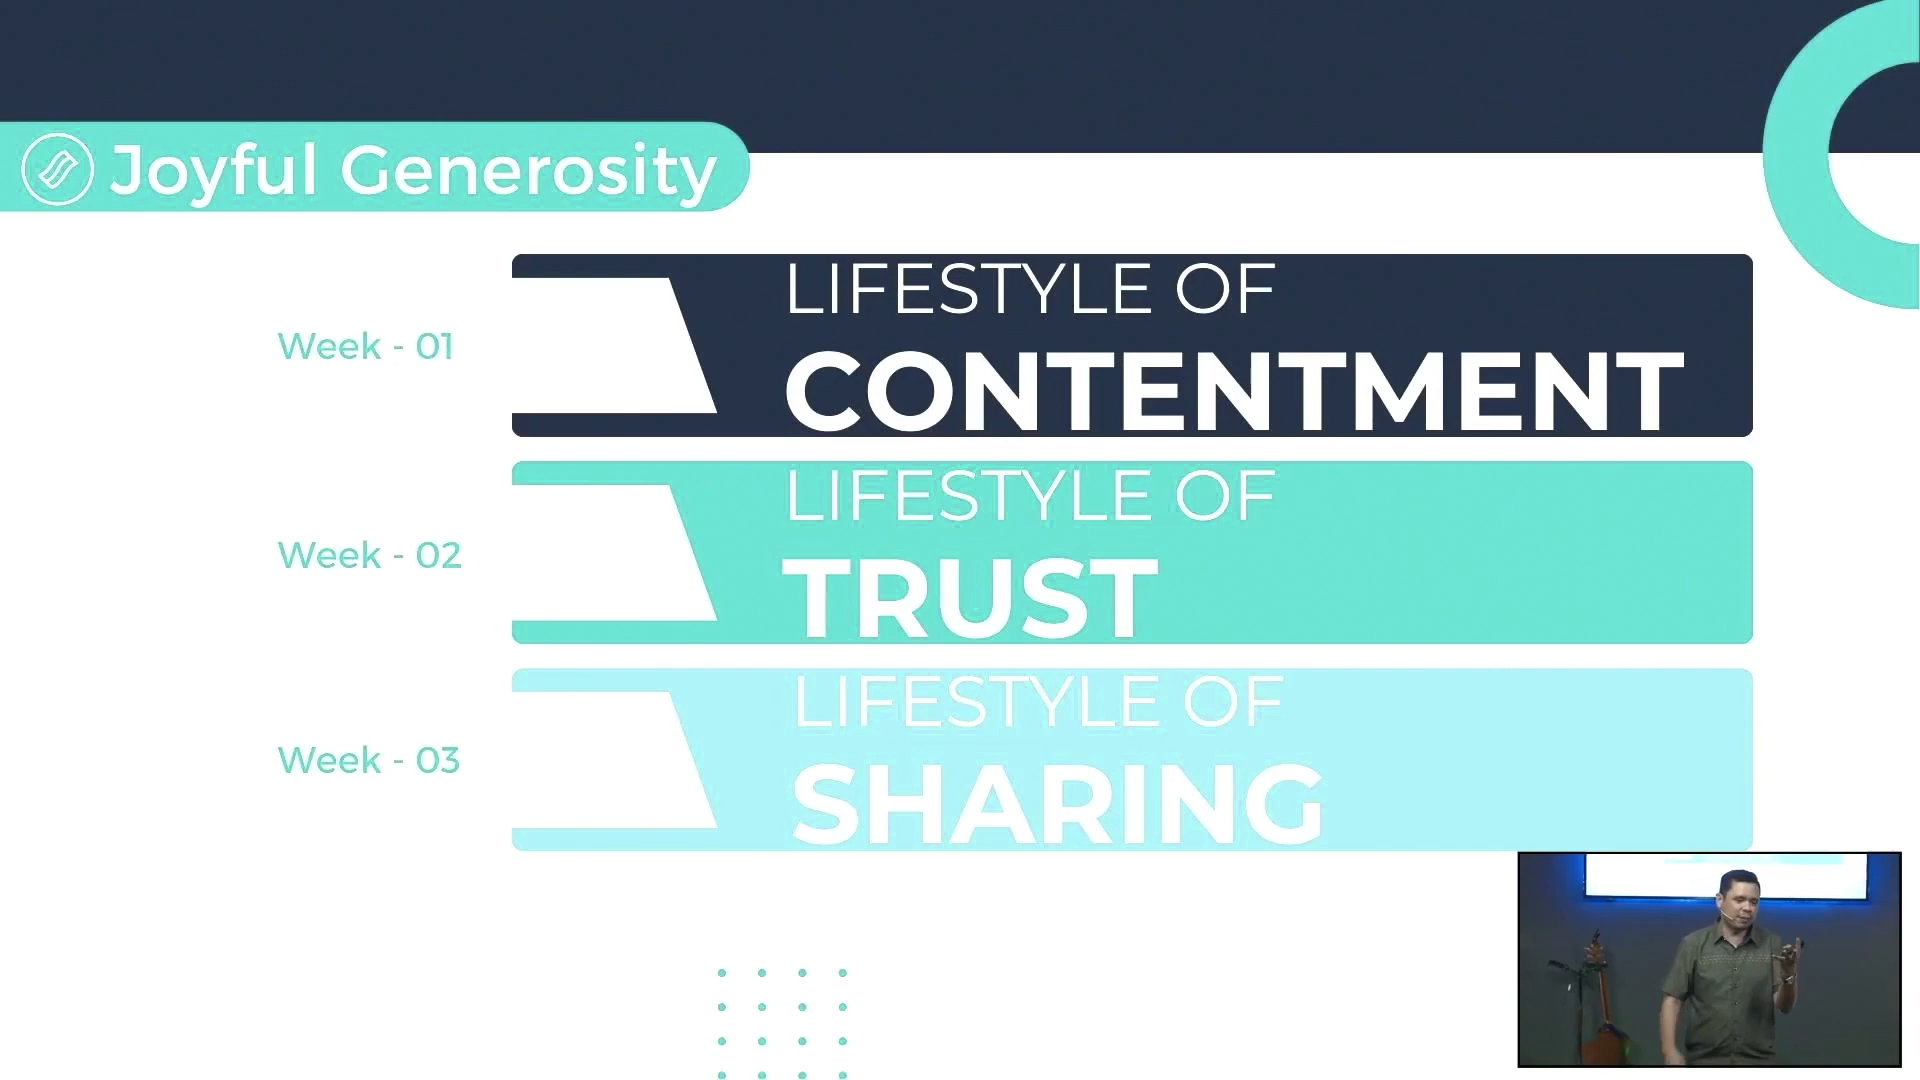 Joyful Generosity
Week - 01
LIFESTYLE OF
CONTENTMENT
Week - 02
LIFESTYLE OF
TRUST
Week - 03
LIFESTYLE OF
SHARING